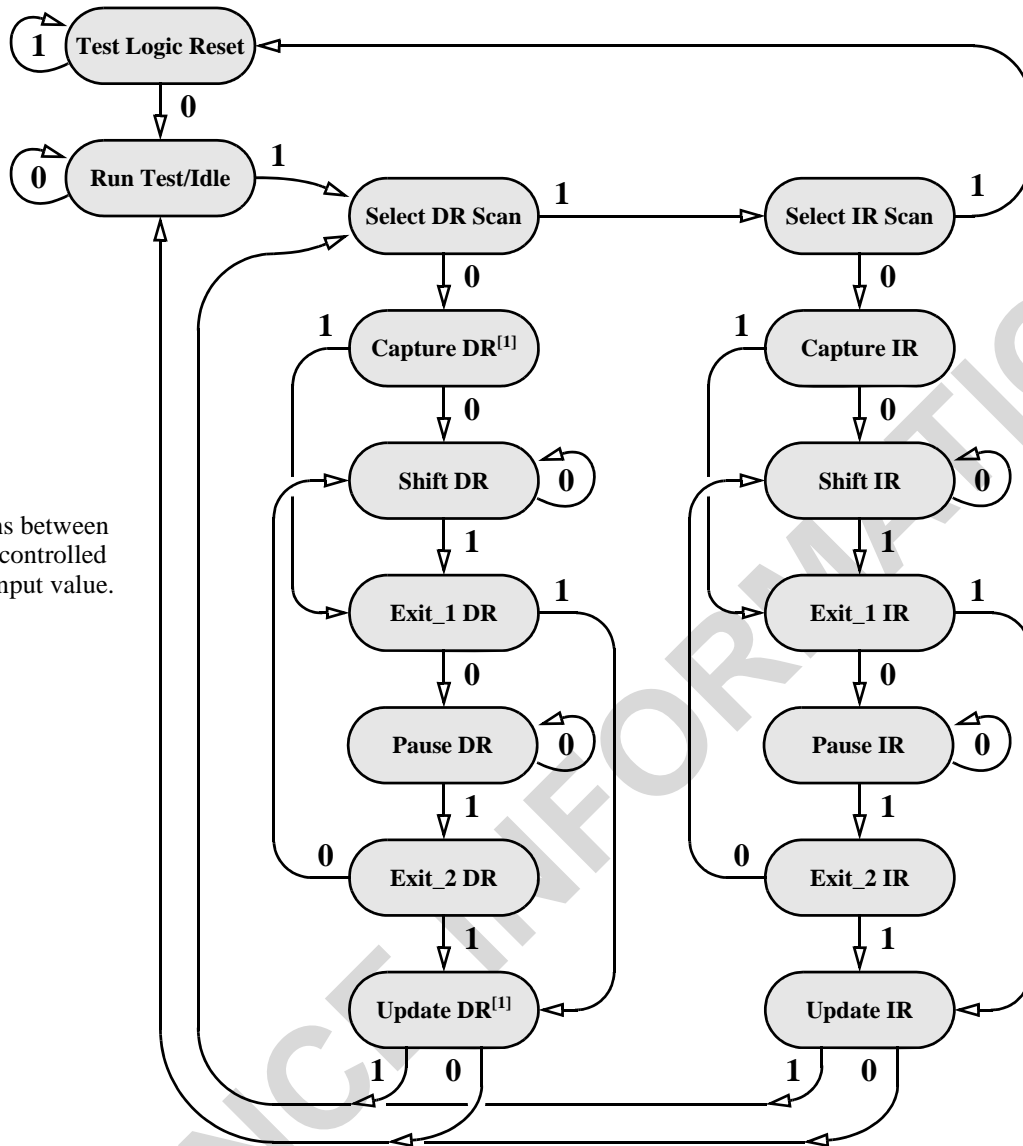 Test Logic Reset
1
0
Run Test/Idle
0
1
Select DR Scan
1
Select IR Scan
1
0
0
1
Capture DR[1]
1
Capture IR
0
0
Shift DR
0
Shift IR
0
ns between
controlled
nput value.
1
1
Exit_1 DR
1
Exit_1 IR
1
0
0
Pause DR
0
Pause IR
0
1
1
0
Exit_2 DR
0
Exit_2 IR
1
1
Update DR[1]
Update IR
1
0
1
0
NCE INFORMATIO